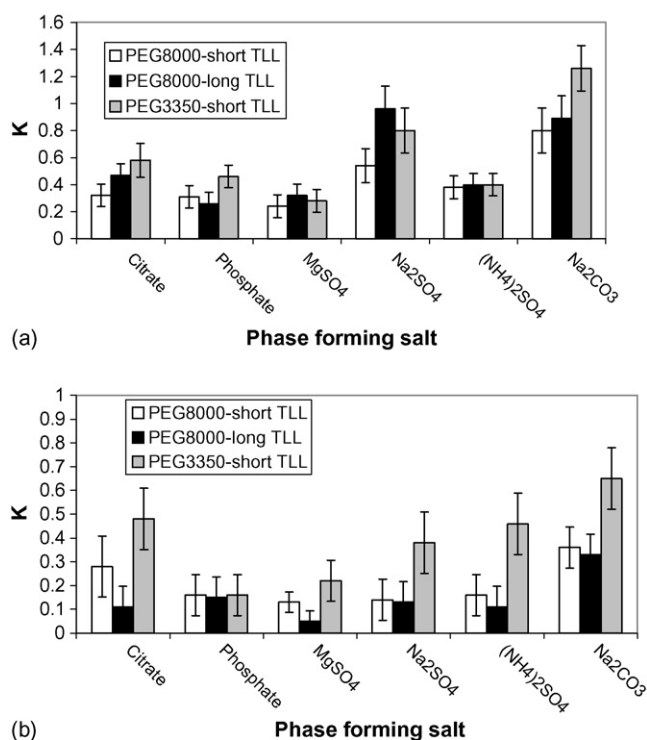 1.6
1.4
1.2
1
0.8
0.6
0.4
0.2
0
K
PEG8000-short TLL
PEG8000-long TLL
PEG3350-short TLL
Citrate
Phosphate
MgSO4
Na2SO4
(NH4)2SO4
Na2CO3
(a)
Phase forming salt
1
0.9
0.8
0.7
0.6
0.5
0.4
0.3
0.2
0.1
0
K
PEG8000-short TLL
PEG8000-long TLL
PEG3350-short TLL
Citrate
Phosphate
MgSO4
Na2SO4
(NH4)2SO4
Na2CO3
(b)
Phase forming salt